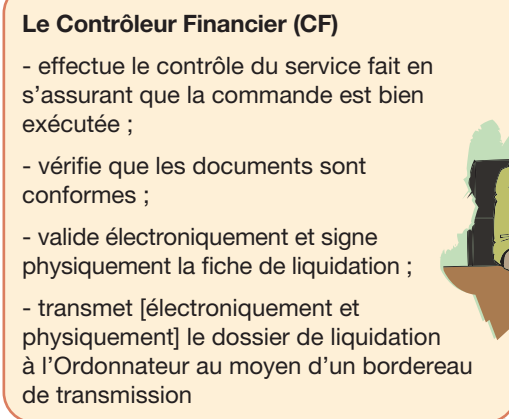 Le Contrôleur Financier (CF)
- effectue le contrôle du service fait en
s’assurant que la commande est bien
exécutée ;
- vérifie que les documents sont
conformes ;
- valide électroniquement et signe
physiquement la fiche de liquidation ;
- transmet [électroniquement et
physiquement] le dossier de liquidation
à l’Ordonnateur au moyen d’un bordereau
de transmission